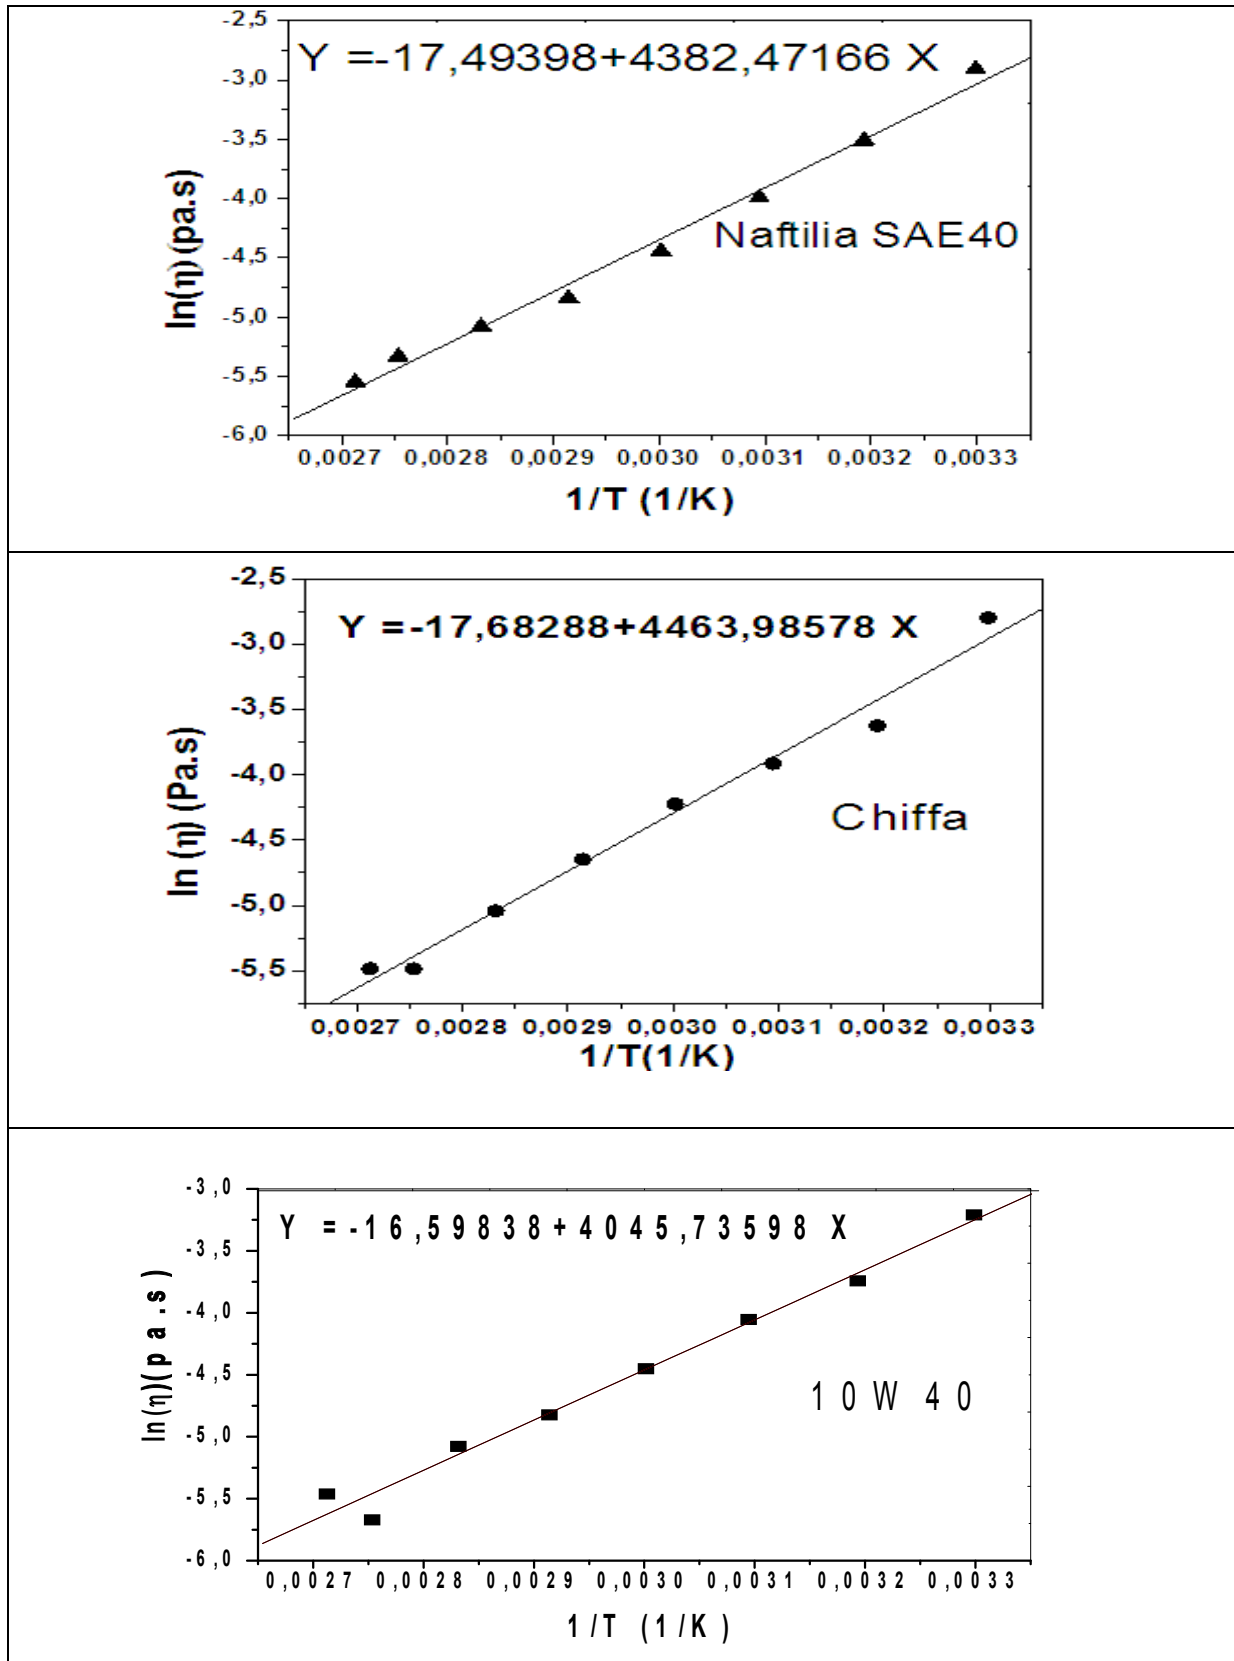 -2,5
Y =-17,49398+4382,47166 X
-3,0
-3,5
-4,0
Naftilia SAE40
-4,5
-5,0
-5,5
-6,0
ln(η) (pa.s)
0,0027 0,0028 0,0029 0,0030 0,0031 0,0032 0,0033
1/T (1/K)
-2,5
Y =-17,68288+4463,98578 X
-3,0
-3,5
-4,0
Chiffa
-4,5
-5,0
-5,5
ln (η) (Pa.s)
0,0027 0,0028 0,0029 0,0030 0,0031 0,0032 0,0033
1/T(1/K)
-3,0
Y =-16,59838+4045,73598 X
-3,5
-4,0
-4,5
10W 40
-5,0
-5,5
-6,0
ln(η)(pa.s)
0,0027 0,0028 0,0029 0,0030 0,0031 0,0032 0,0033
1/T (1/K)